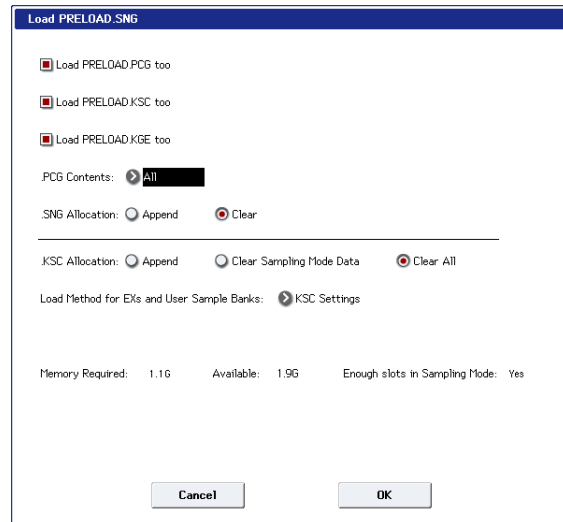 Load PRELOAD.SNG
Load PRELOAD.PCG too
Load PRELOAD.KSC too
Load PRELOAD.KGE too
.PCG Contents: All
.SNG Allocation: Append Clear
.KSC Allocation: Append Clear Sampling Mode Data Clear All
Load Method for EXs and User Sample Banks: KSC Settings
Memory Required: 1.1G Available: 1.9G Enough slots in Sampling Mode: Yes
Cancel OK